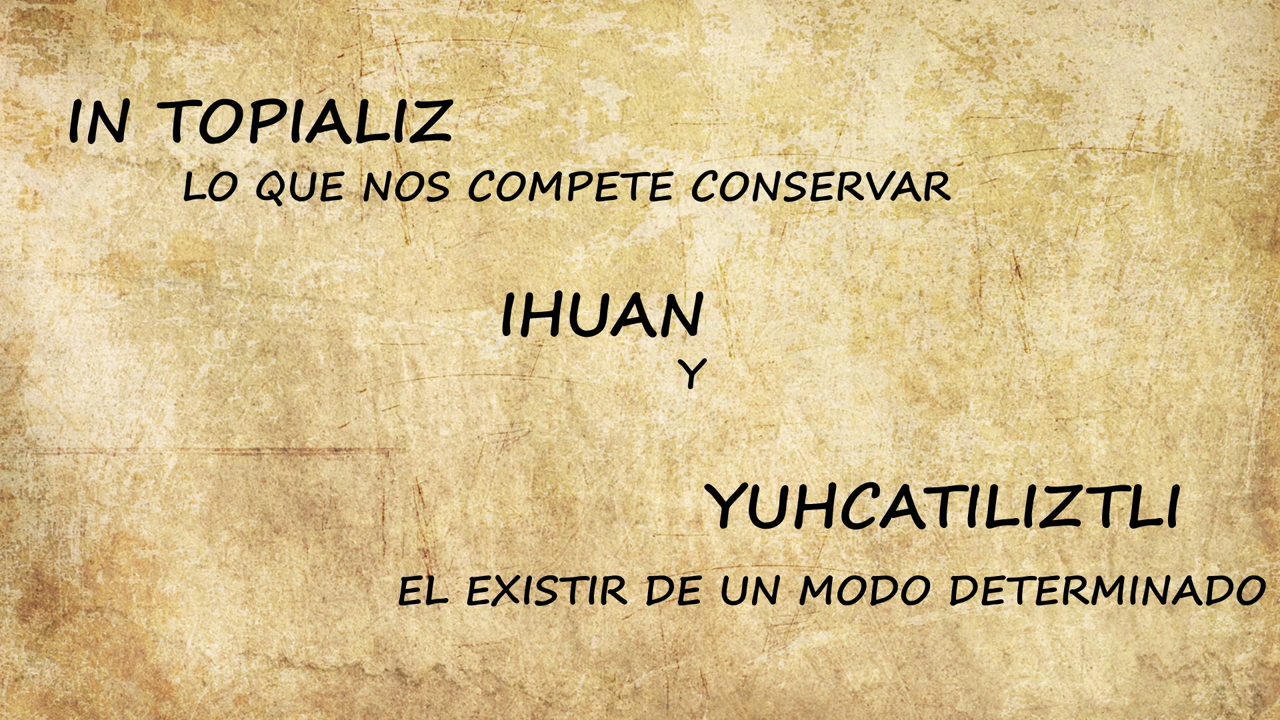 IN TOPIALIZ
LO QUE NOS COMPETE CONSERVAR
IHUAN
Y
YUHCATILIZTLI
EL EXISTIR DE UN MODO DETERMINADO